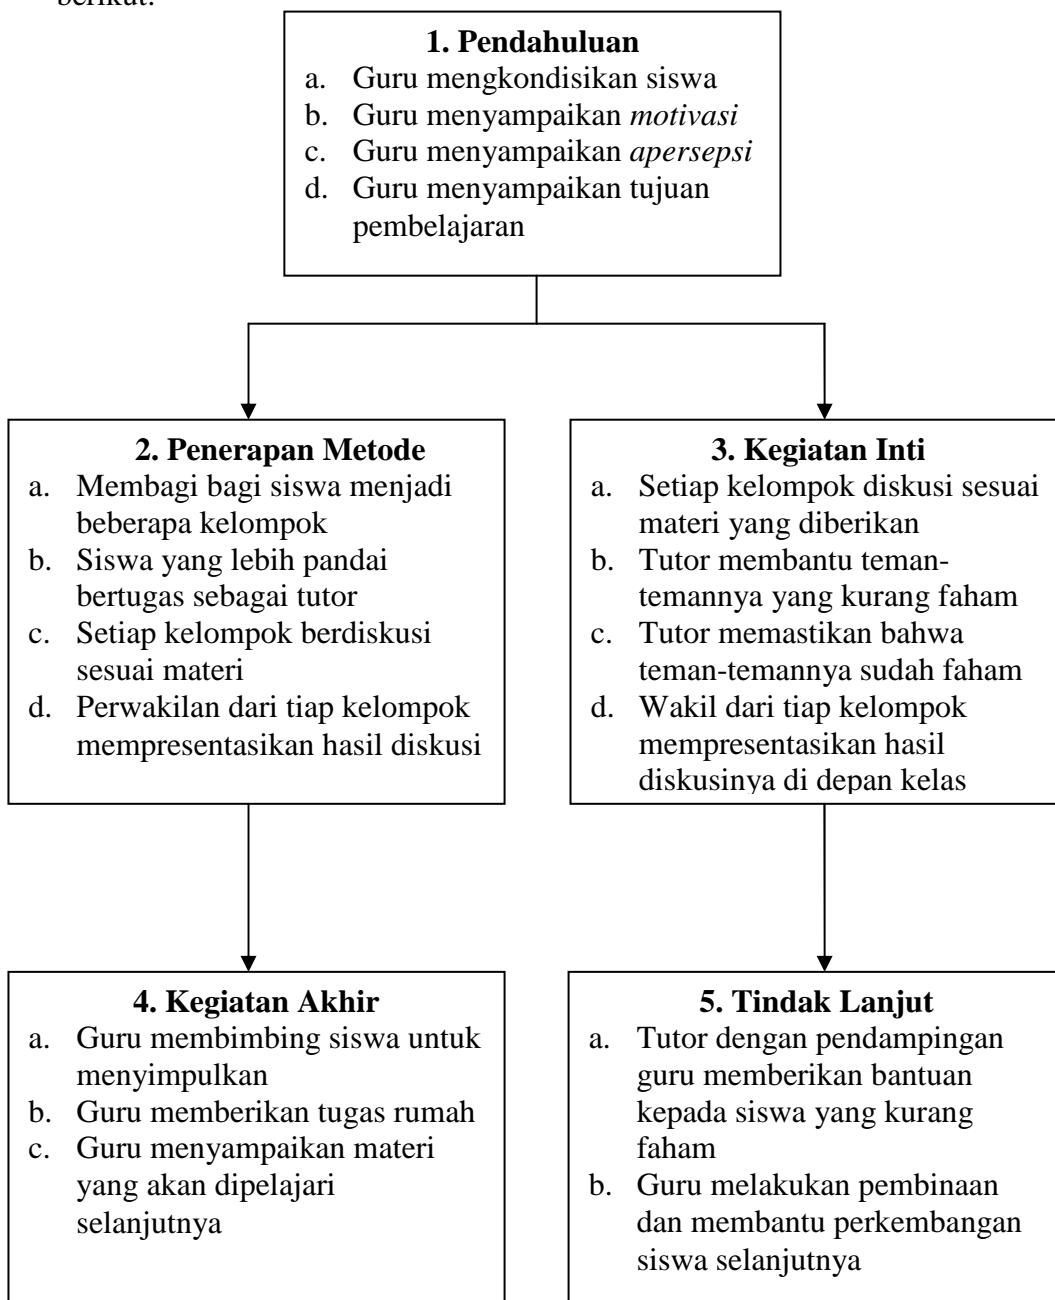 berikut:
1. Pendahuluan
a. Guru mengkondisikan siswa
b. Guru menyampaikan motivasi
c. Guru menyampaikan apersepsi
d. Guru menyampaikan tujuan
pembelajaran
2. Penerapan Metode
a. Membagi bagi siswa menjadi
beberapa kelompok
b. Siswa yang lebih pandai
bertugas sebagai tutor
c. Setiap kelompok berdiskusi
sesuai materi
d. Perwakilan dari tiap kelompok
mempresentasikan hasil diskusi
3. Kegiatan Inti
a. Setiap kelompok diskusi sesuai
materi yang diberikan
b. Tutor membantu teman-
temannya yang kurang faham
c. Tutor memastikan bahwa
teman-temannya sudah faham
d. Wakil dari tiap kelompok
mempresentasikan hasil
diskusinya di depan kelas
4. Kegiatan Akhir
a. Guru membimbing siswa untuk
menyimpulkan
b. Guru memberikan tugas rumah
c. Guru menyampaikan materi
yang akan dipelajari
selanjutnya
5. Tindak Lanjut
a. Tutor dengan pendampingan
guru memberikan bantuan
kepada siswa yang kurang
faham
b. Guru melakukan pembinaan
dan membantu perkembangan
siswa selanjutnya